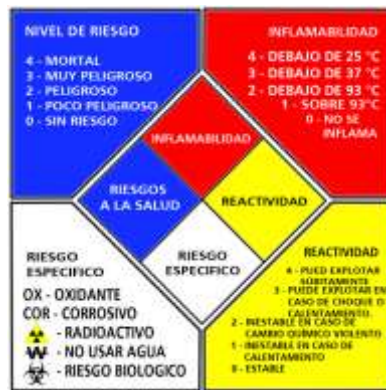 NIVEL DE RIESGO
4 - MORTAL
3 - MUY PELIGROSO
2 - PELIGROSO
1 - POCO PELIGROSO
0 - SIN RIESGO
INFLAMABILIDAD
4 - DEBAJO DE 25 °C
3 - DEBAJO DE 37 °C
2 - DEBAJO DE 93 °C
1 - SOBRE 93°C
0 - NO SE
INFLAMA
INFLAMABILIDAD
RIESGOS
A LA SALUD
REACTIVIDAD
RIESGO
ESPECIFICO
RIESGO
ESPECIFICO
OX - OXIDANTE
COR - CORROSIVO
- RADIOACTIVO
W - NO USAR AGUA
- RIESGO BIOLOGICO
REACTIVIDAD
4 - PUED EXPLOTAR
SÚBITAMENTE
3 - PUEDE EXPLOTAR EN
CASO DE CHOQUE O
CALENTAMIENTO.
2 - INESTABLE EN CASO DE
CAMBIO QUÍMICO VIOLENTO
1 - INESTABLE EN CASO DE
CALENTAMIENTO
0 - ESTABLE